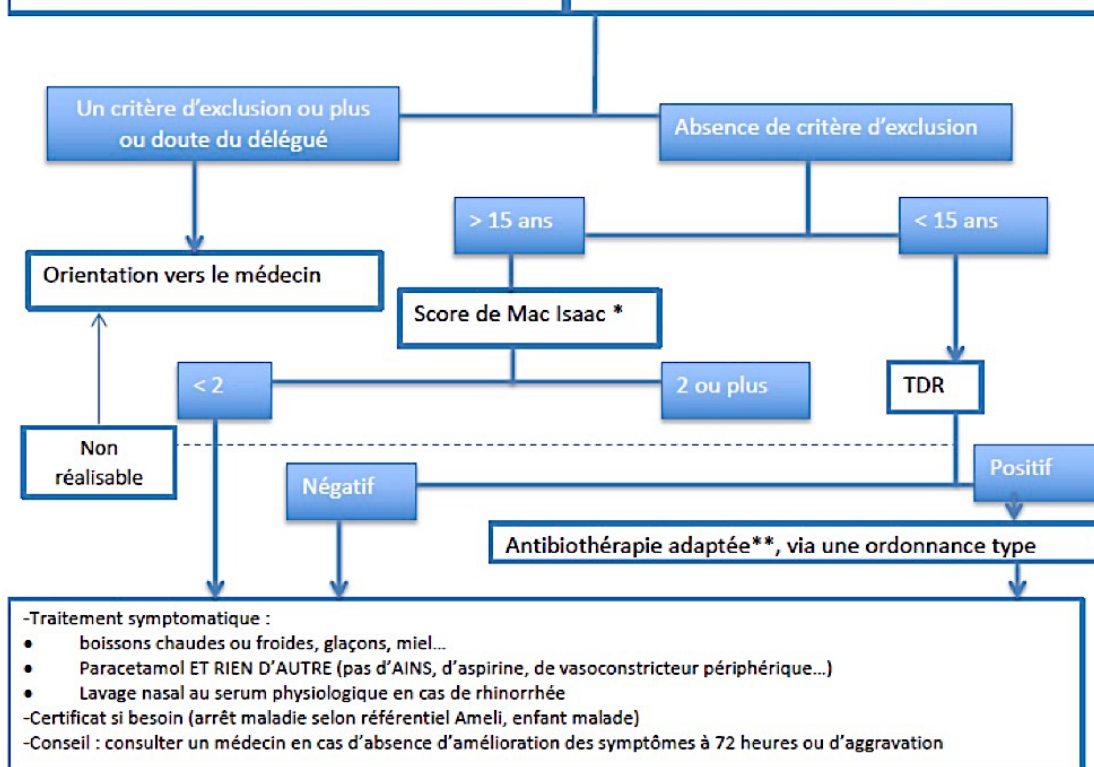 Un critère d'exclusion ou plus
ou doute du délégué
Absence de critère d'exclusion
> 15 ans
< 15 ans
Orientation vers le médecin
Score de Mac Isaac *
< 2
2 ou plus
TDR
Non
réalisable
Négatif
Positif
Antibiothérapie adaptée**, via une ordonnance type
-Traitement symptomatique :
• boissons chaudes ou froides, glaçons, miel...
• Paracetamol ET RIEN D'AUTRE (pas d'AINS, d'aspirine, de vasoconstricteur périphérique...)
• Lavage nasal au serum physiologique en cas de rhinorrhée
-Certificat si besoin (arrêt maladie selon référentiel Ameli, enfant malade)
-Conseil : consulter un médecin en cas d'absence d'amélioration des symptômes à 72 heures ou d'aggravation